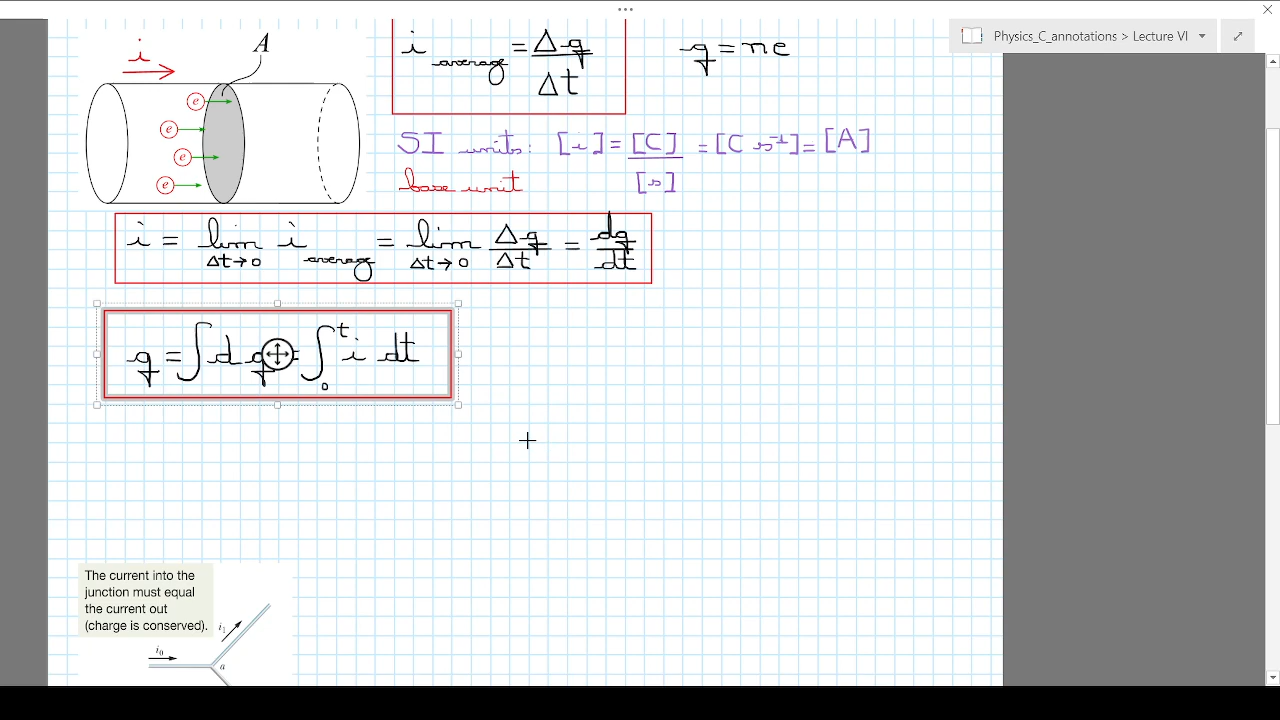 Physics_C_annotations > Lecture VI
i
A
e
e
e
e
i average = Δq / Δt
q = ne
SI units: [i] = [C] / [s] = [C s⁻¹] = [A]
base unit
i = lim Δt→0 i average = lim Δt→0 Δq / Δt = dq / dt
q = ∫ dq = ∫₀ᵗ i dt
The current into the
junction must equal
the current out
(charge is conserved).
i₁
i₀
a